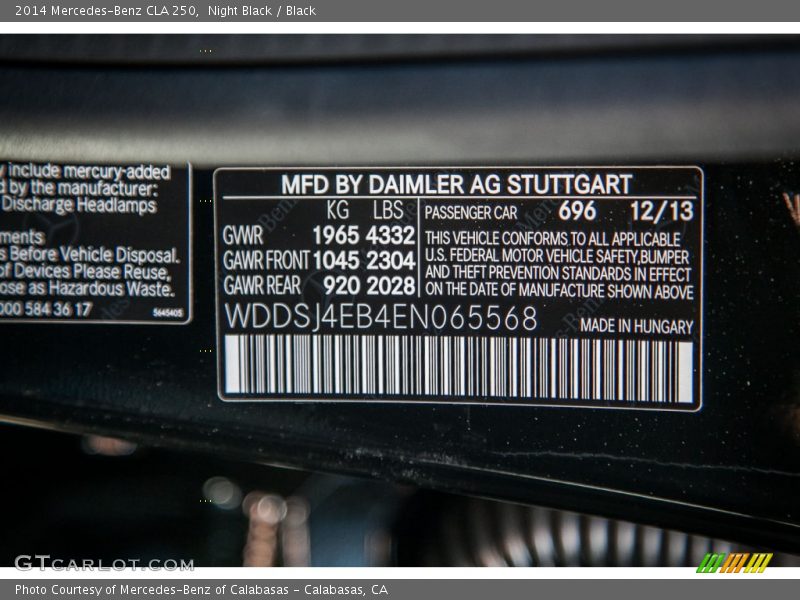 2014 Mercedes-Benz CLA 250,  Night Black / Black
y include mercury-added
d by the manufacturer:
Discharge Headlamps
ments
s Before Vehicle Disposal.
of Devices Please Reuse,
ose as Hazardous Waste.
000 584 36 17
5645405
MFD BY DAIMLER AG STUTTGART
KG LBS
GVWR 1965 4332
GAWR FRONT 1045 2304
GAWR REAR 920 2028
PASSENGER CAR 696 12/13
THIS VEHICLE CONFORMS TO ALL APPLICABLE
U.S. FEDERAL MOTOR VEHICLE SAFETY,BUMPER
AND THEFT PREVENTION STANDARDS IN EFFECT
ON THE DATE OF MANUFACTURE SHOWN ABOVE
WDDSJ4EB4EN065568
MADE IN HUNGARY
GTCARLOT.COM
Photo Courtesy of Mercedes-Benz of Calabasas - Calabasas, CA